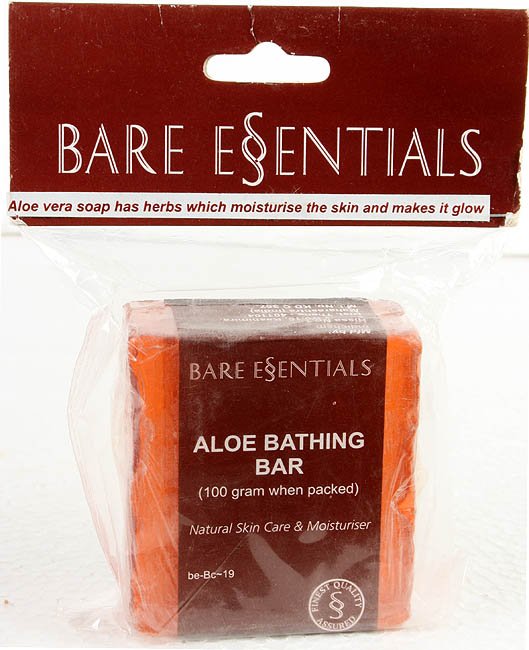 BARE ESSENTIALS
Aloe vera soap has herbs which moisturise the skin and makes it glow
BARE ESSENTIALS
ALOE BATHING
BAR
(100 gram when packed)
Natural Skin Care & Moisturiser
be-Bc~19
FINEST QUALITY
ASSURED